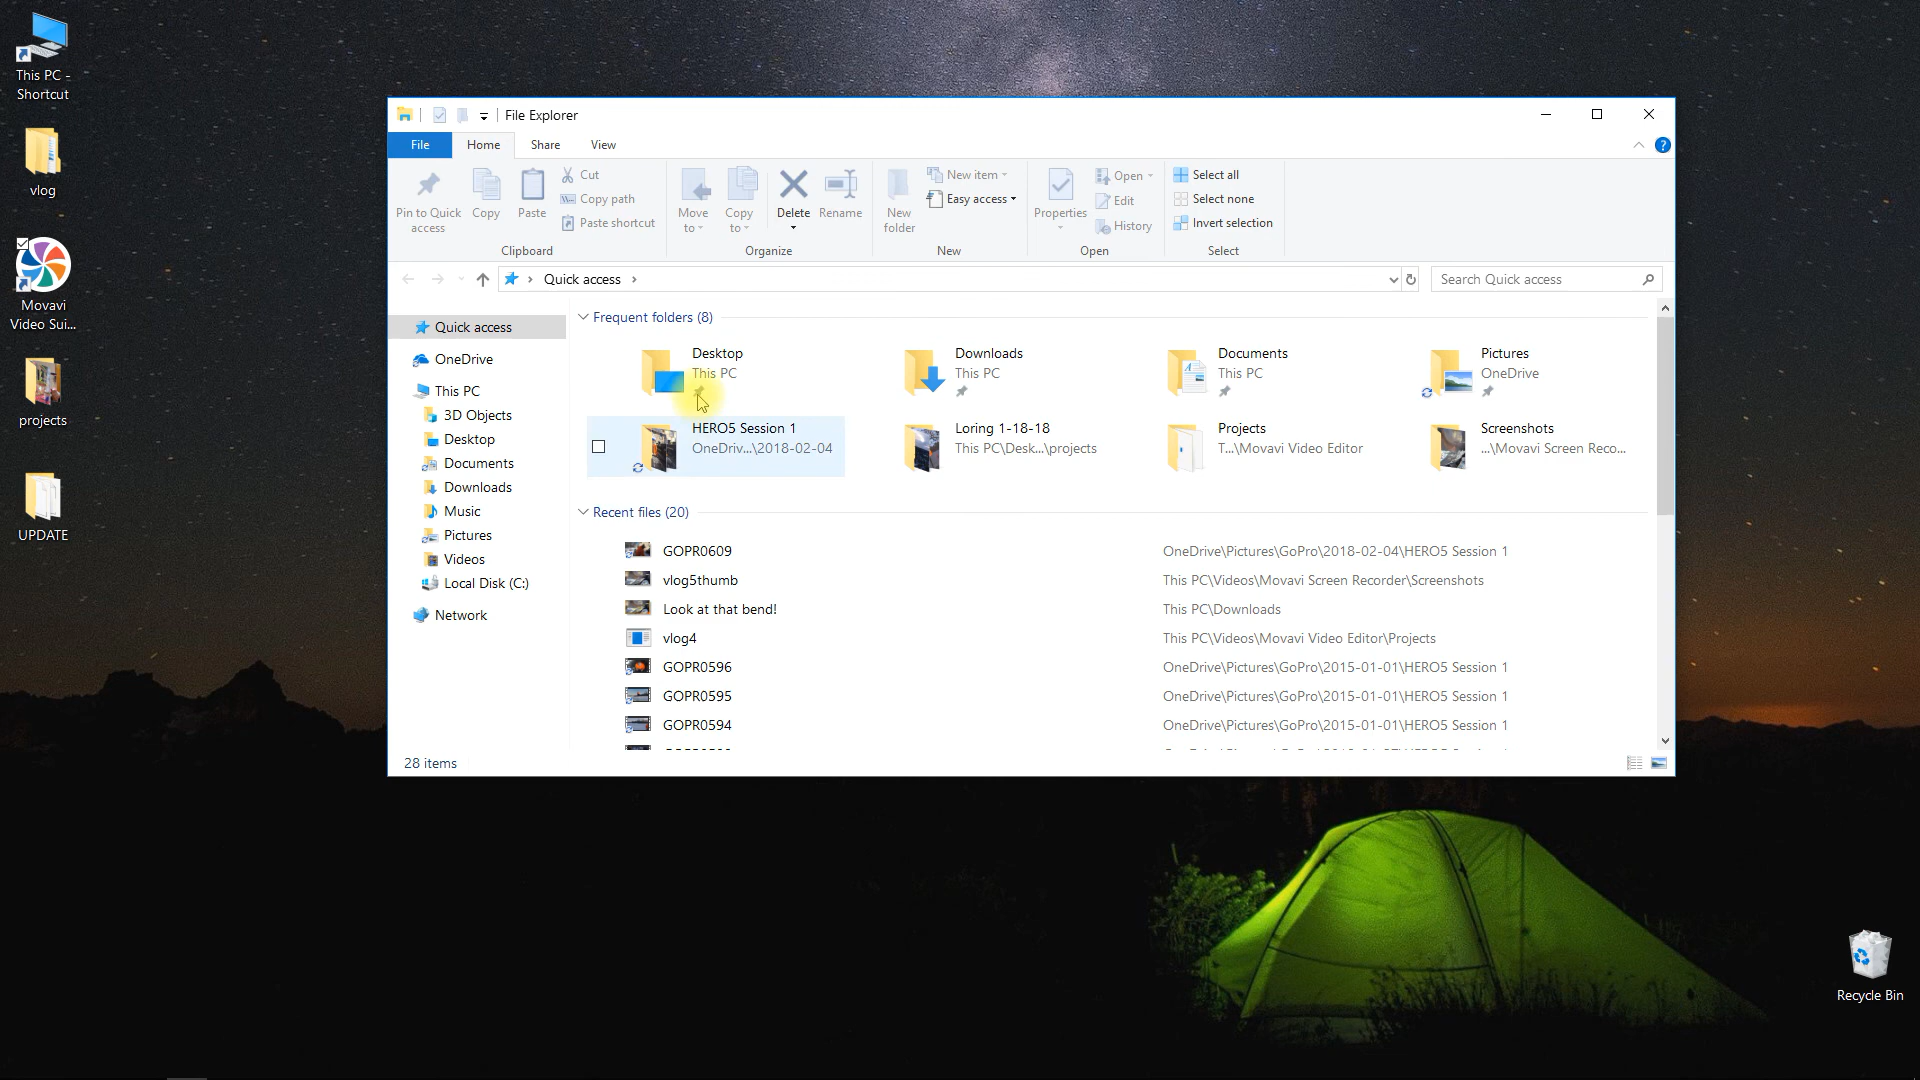 This PC -
Shortcut
vlog
Movavi
Video Sui...
projects
UPDATE
Recycle Bin
File Explorer
File
Home
Share
View
Pin to Quick
access
Copy
Paste
Cut
Copy path
Paste shortcut
Clipboard
Move
to
Copy
to
Delete
Rename
Organize
New
folder
New item
Easy access
New
Properties
Open
Edit
History
Open
Select all
Select none
Invert selection
Select
Quick access
Search Quick access
Quick access
OneDrive
This PC
3D Objects
Desktop
Documents
Downloads
Music
Pictures
Videos
Local Disk (C:)
Network
Frequent folders (8)
Desktop
This PC
Downloads
This PC
Documents
This PC
Pictures
OneDrive
HERO5 Session 1
OneDriv...\2018-02-04
Loring 1-18-18
This PC\Desk...\projects
Projects
T...\Movavi Video Editor
Screenshots
...\Movavi Screen Reco...
Recent files (20)
GOPR0609 OneDrive\Pictures\GoPro\2018-02-04\HERO5 Session 1
vlog5thumb This PC\Videos\Movavi Screen Recorder\Screenshots
Look at that bend! This PC\Downloads
vlog4 This PC\Videos\Movavi Video Editor\Projects
GOPR0596 OneDrive\Pictures\GoPro\2015-01-01\HERO5 Session 1
GOPR0595 OneDrive\Pictures\GoPro\2015-01-01\HERO5 Session 1
GOPR0594 OneDrive\Pictures\GoPro\2015-01-01\HERO5 Session 1
28 items